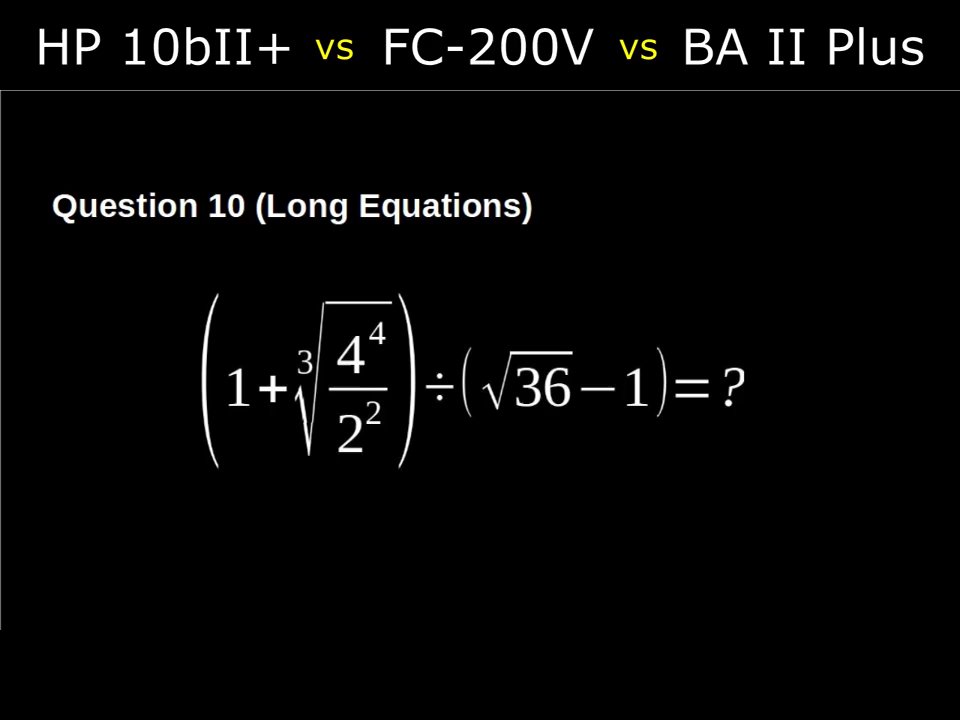 HP 10bII+ vs FC-200V vs BA II Plus
Question 10 (Long Equations)
(1+∛(4⁴/2²))÷(√36−1)=?